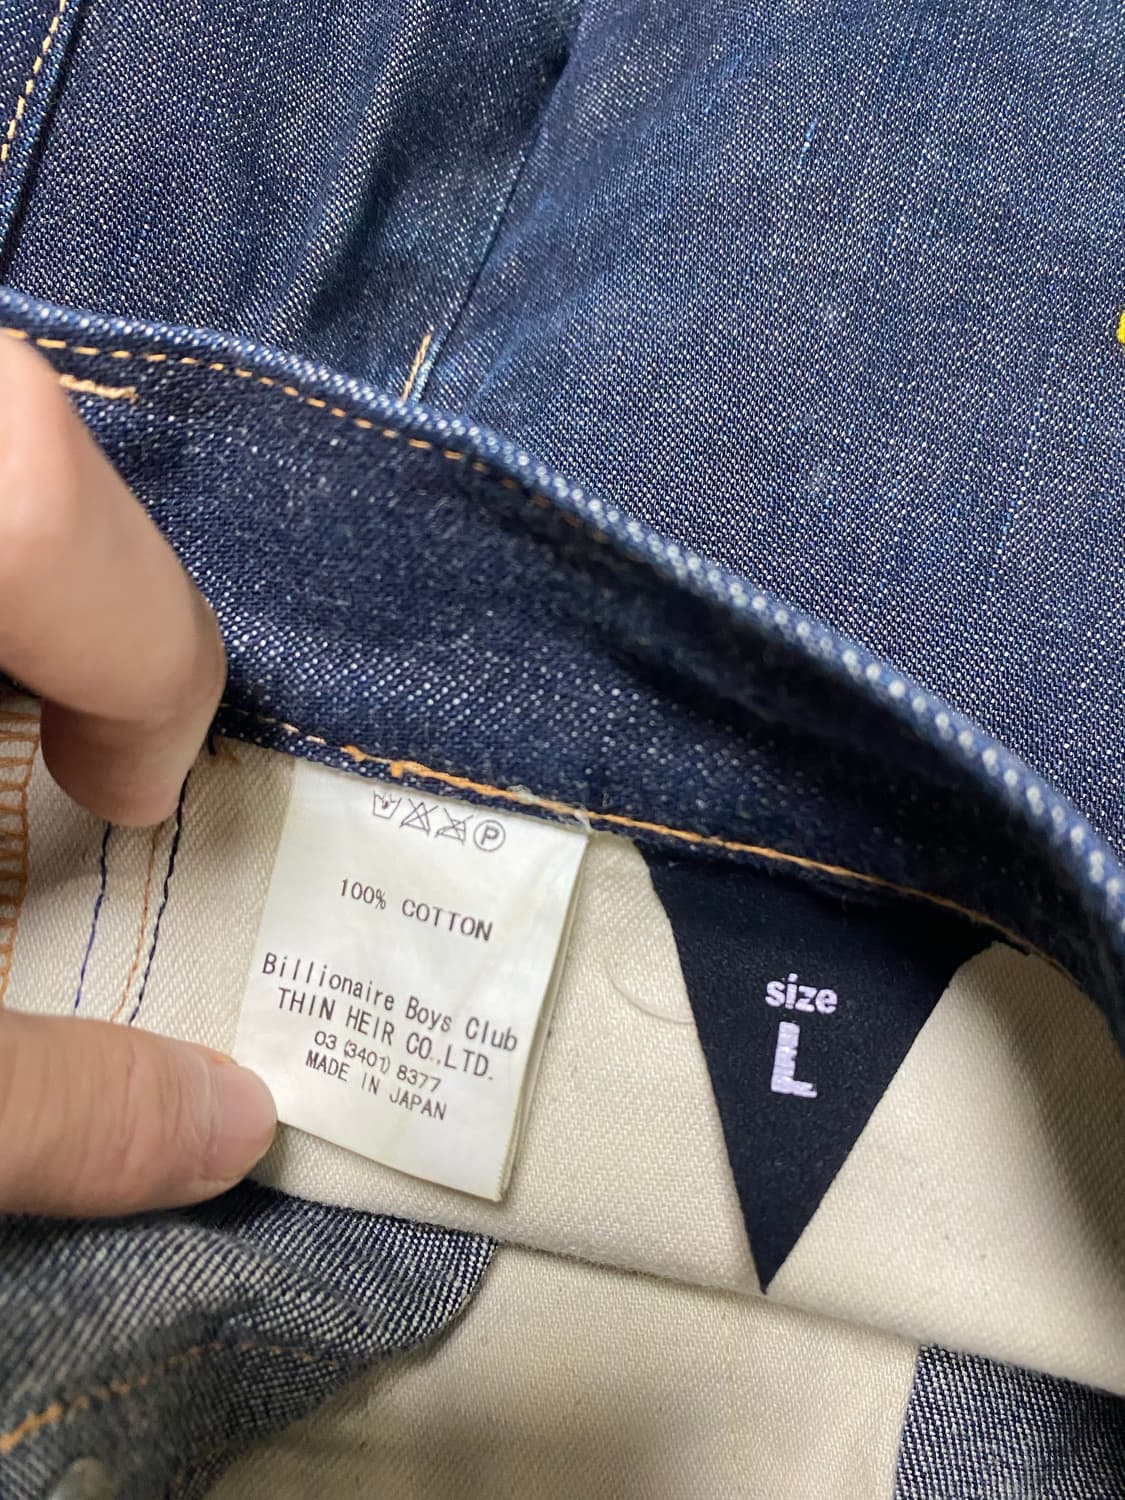 P
100% COTTON
Billionaire Boys Club
THIN HEIR CO.,LTD.
03 (3401) 8377
MADE IN JAPAN
size
L